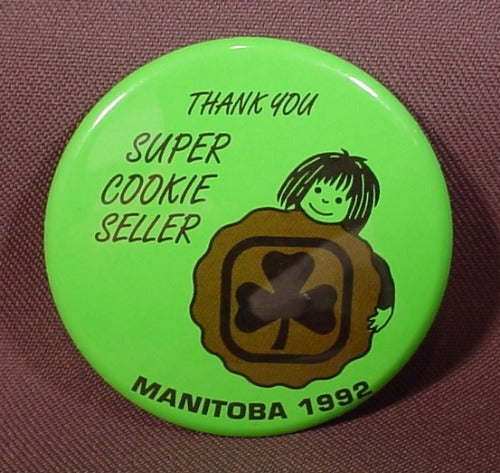 THANK YOU
SUPER
COOKIE
SELLER
MANITOBA 1992